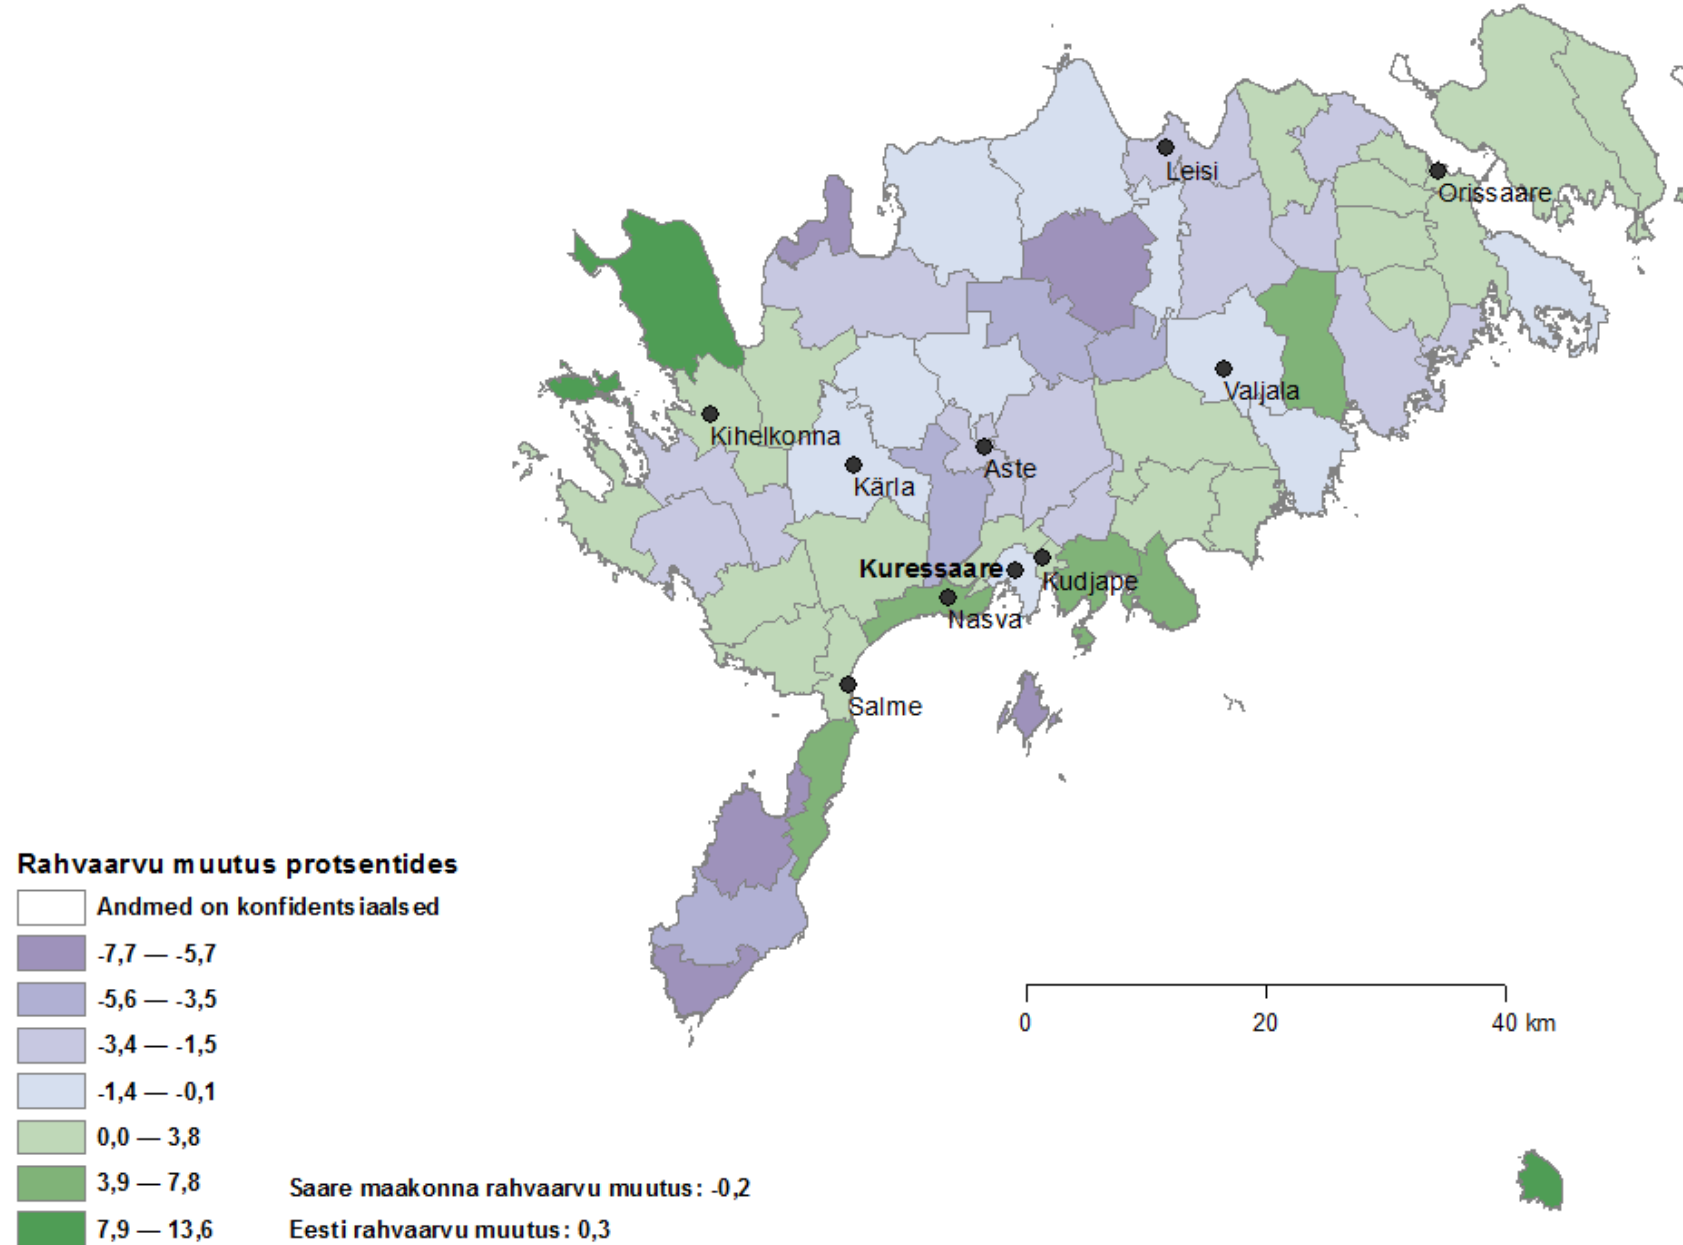 Leisi
Orissaare
Valjala
Kihelkonna
Aste
Kärla
Kuressaare
Kudjape
Nasva
Salme
Rahvaarvu muutus protsentides
Andmed on konfidentsiaalsed
-7,7 — -5,7
-5,6 — -3,5
-3,4 — -1,5
-1,4 — -0,1
0,0 — 3,8
3,9 — 7,8
7,9 — 13,6
Saare maakonna rahvaarvu muutus: -0,2
Eesti rahvaarvu muutus: 0,3
0 20 40 km